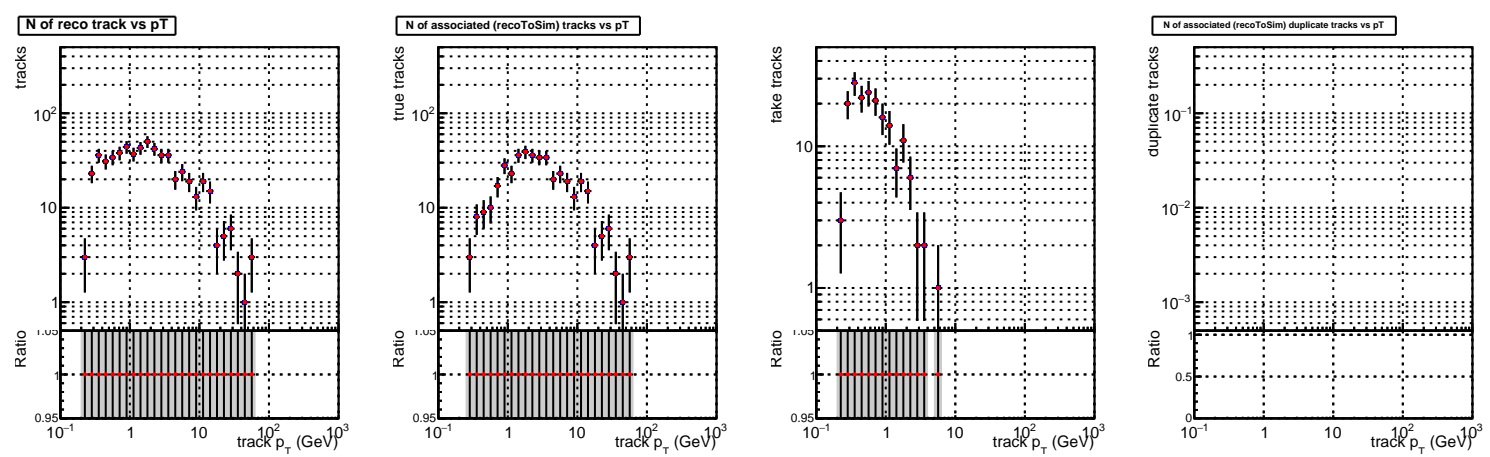 N of reco track vs pT
tracks
10²
10
1
Ratio
1.05
1
0.95
10⁻¹ 1 10 10² 10³
track p_T (GeV)
N of associated (recoToSim) tracks vs pT
true tracks
10²
10
1
Ratio
1.05
1
0.95
10⁻¹ 1 10 10² 10³
track p_T (GeV)
fake tracks
10
1
Ratio
1.05
1
0.95
10⁻¹ 1 10 10² 10³
track p_T (GeV)
N of associated (recoToSim) duplicate tracks vs pT
duplicate tracks
10⁻¹
10⁻²
10⁻³
Ratio
1
0.5
0
10⁻¹ 1 10 10² 10³
track p_T (GeV)